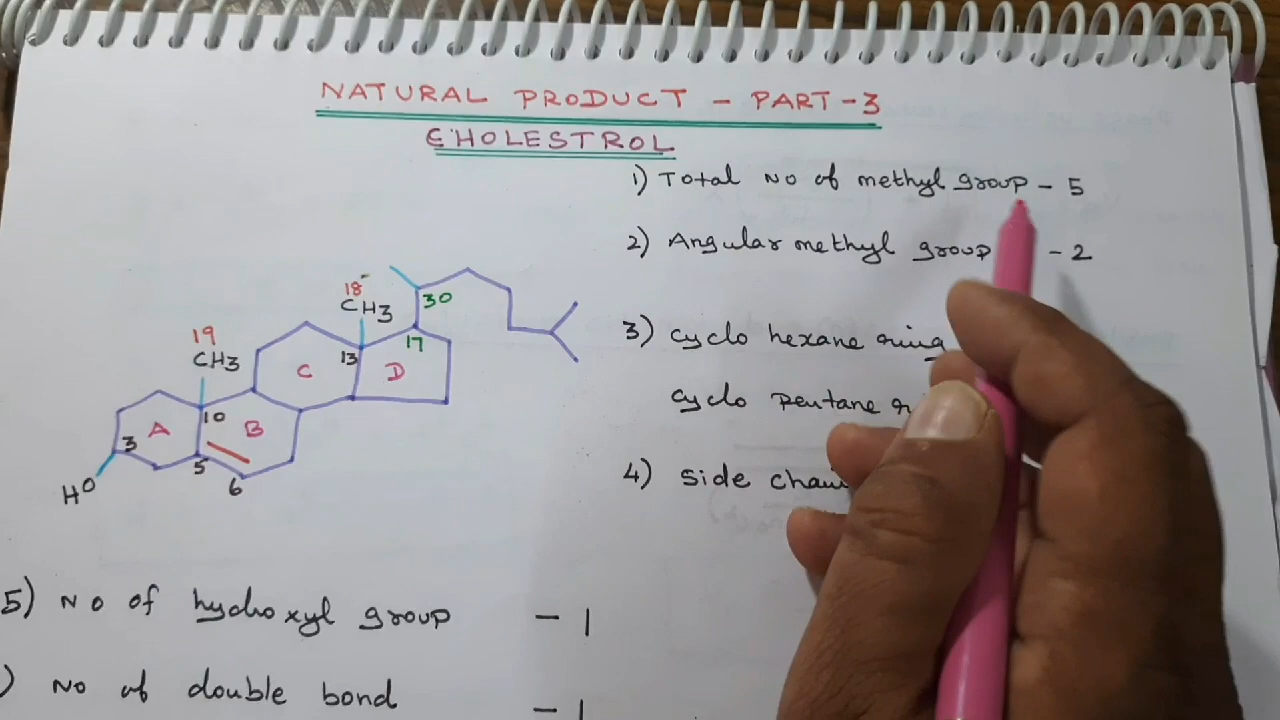 NATURAL PRODUCT - PART-3
CHOLESTROL
1) Total No of methyl group - 5
2) Angular methyl group - 2
3) cyclo hexane ring
cyclo pentane
4) side chain
18
CH3
30
19
CH3
17
13
C
D
10
A
B
3
5
6
HO
5) No of hydroxyl group - 1
) No of double bond - 1